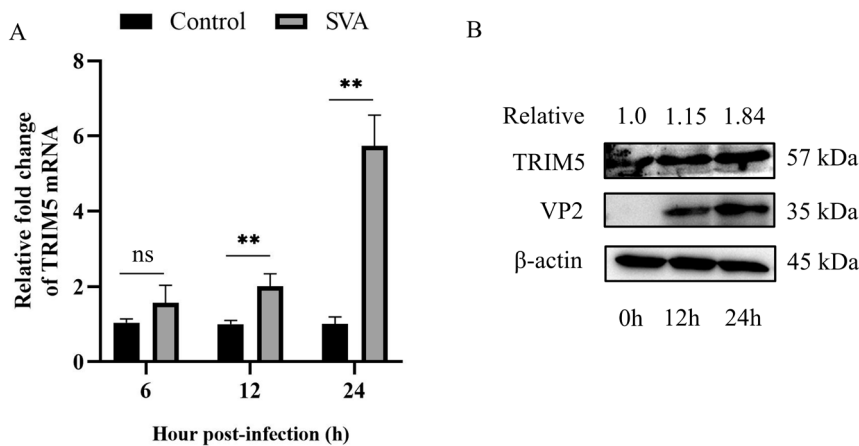 A
Control SVA
Relative fold change
of TRIM5 mRNA
8
6
4
2
0
ns
**
**
6 12 24
Hour post-infection (h)
B
Relative 1.0 1.15 1.84
TRIM5 57 kDa
VP2 35 kDa
β-actin 45 kDa
0h 12h 24h